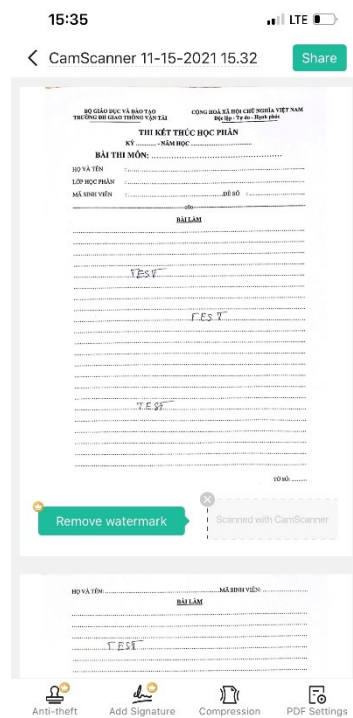 15:35 LTE
CamScanner 11-15-2021 15.32 Share
BỘ GIÁO DỤC VÀ ĐÀO TẠO CỘNG HOÀ XÃ HỘI CHỦ NGHĨA VIỆT NAM
TRƯỜNG ĐH GIAO THÔNG VẬN TẢI Độc lập - Tự do - Hạnh phúc
THI KẾT THÚC HỌC PHẦN
KỲ ......... - NĂM HỌC .....................
BÀI THI MÔN: .....................................
HỌ VÀ TÊN : .....................................
LỚP HỌC PHẦN : .....................................
MÃ SINH VIÊN : ..................... ĐỀ SỐ : ............
BÀI LÀM
TEST
TEST
TEST
TỜ SỐ: .......
Remove watermark Scanned with CamScanner
HỌ VÀ TÊN: ..................... MÃ SINH VIÊN: .....................
BÀI LÀM
TEST
Anti-theft Add Signature Compression PDF Settings